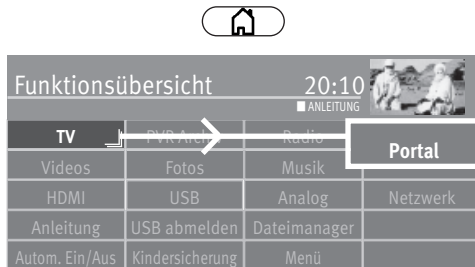 Funktionsübersicht 20:10
ANLEITUNG
TV PVR Archiv Radio Portal
Videos Fotos Musik
HDMI USB Analog Netzwerk
Anleitung USB abmelden Dateimanager
Autom. Ein/Aus Kindersicherung Menü